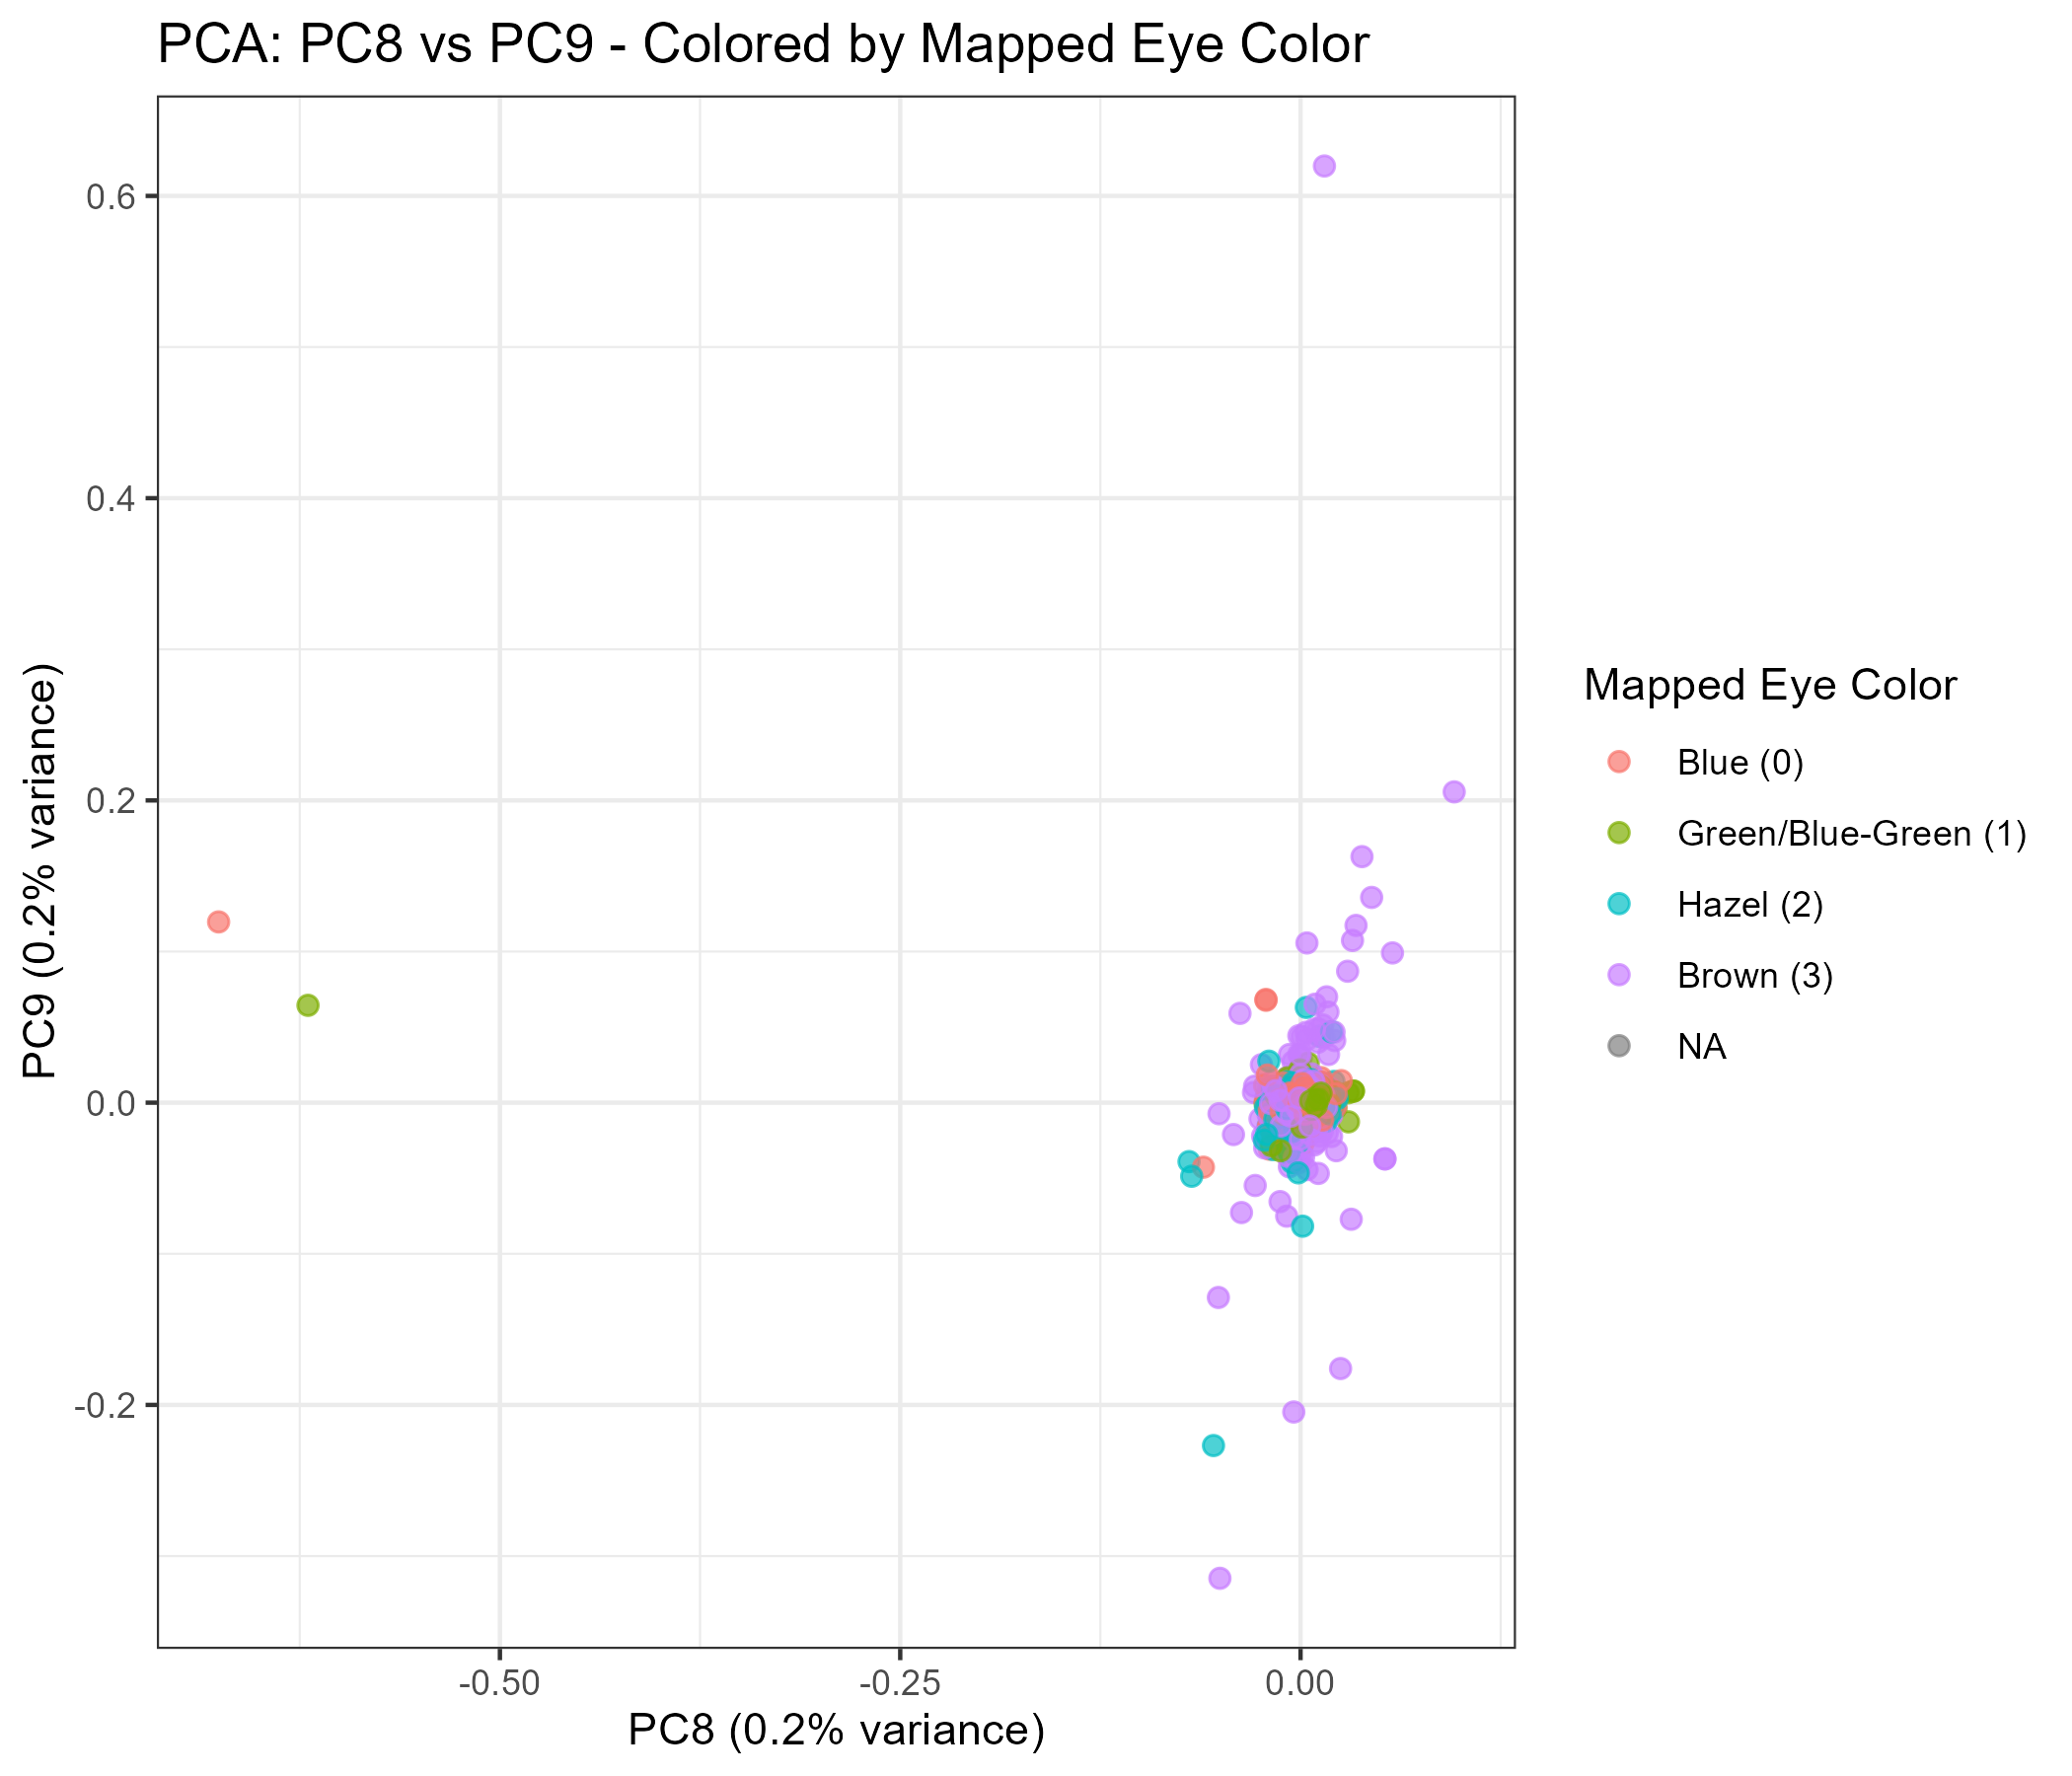 PCA: PC8 vs PC9 - Colored by Mapped Eye Color
PC9 (0.2% variance)
0.6
0.4
0.2
0.0
-0.2
-0.50
-0.25
0.00
PC8 (0.2% variance)
Mapped Eye Color
Blue (0)
Green/Blue-Green (1)
Hazel (2)
Brown (3)
NA